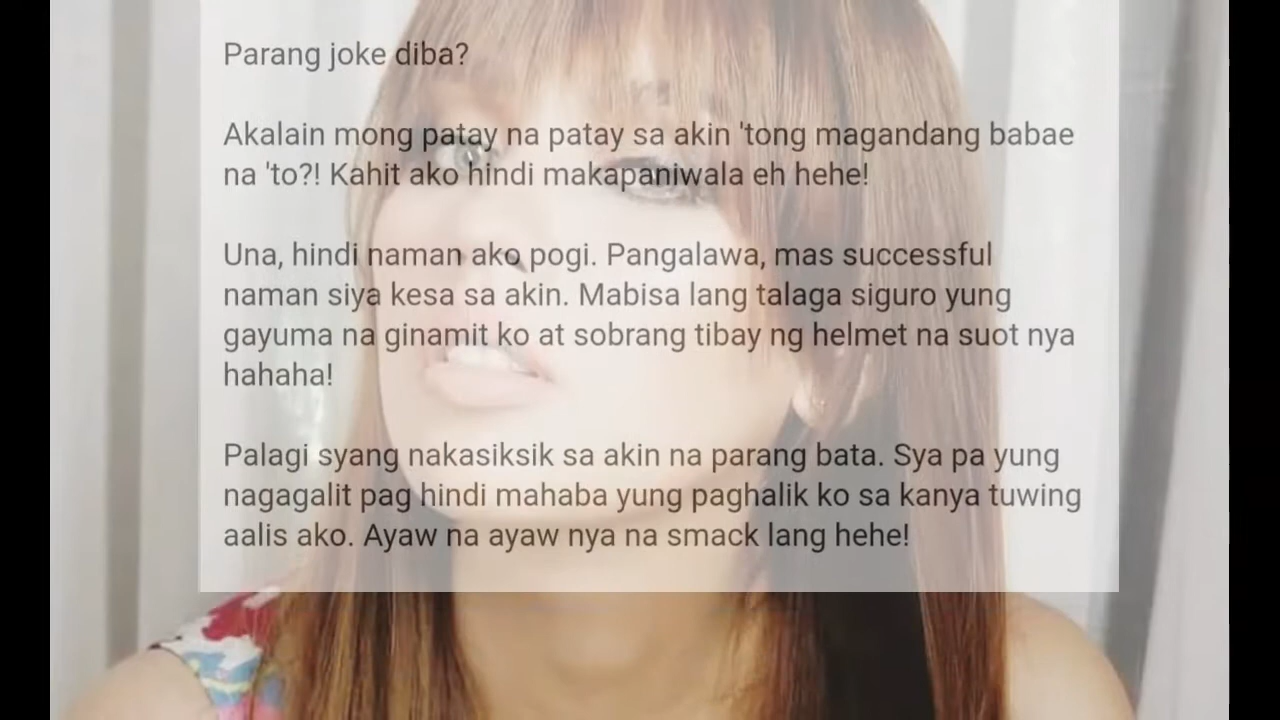 Parang joke diba?
Akalain mong patay na patay sa akin 'tong magandang babae
na 'to?! Kahit ako hindi makapaniwala eh hehe!
Una, hindi naman ako pogi. Pangalawa, mas successful
naman siya kesa sa akin. Mabisa lang talaga siguro yung
gayuma na ginamit ko at sobrang tibay ng helmet na suot nya
hahaha!
Palagi syang nakasiksik sa akin na parang bata. Sya pa yung
nagagalit pag hindi mahaba yung paghalik ko sa kanya tuwing
aalis ako. Ayaw na ayaw nya na smack lang hehe!